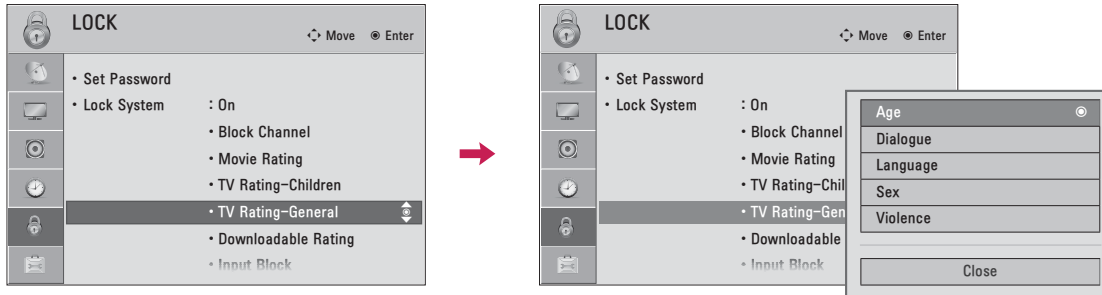 LOCK
Move Enter
• Set Password
• Lock System : On
• Block Channel
• Movie Rating
• TV Rating-Children
• TV Rating-General
• Downloadable Rating
• Input Block
LOCK
Move Enter
• Set Password
• Lock System : On
• Block Channel
• Movie Rating
• TV Rating-Chil
• TV Rating-Gen
• Downloadable
• Input Block
Age
Dialogue
Language
Sex
Violence
Close